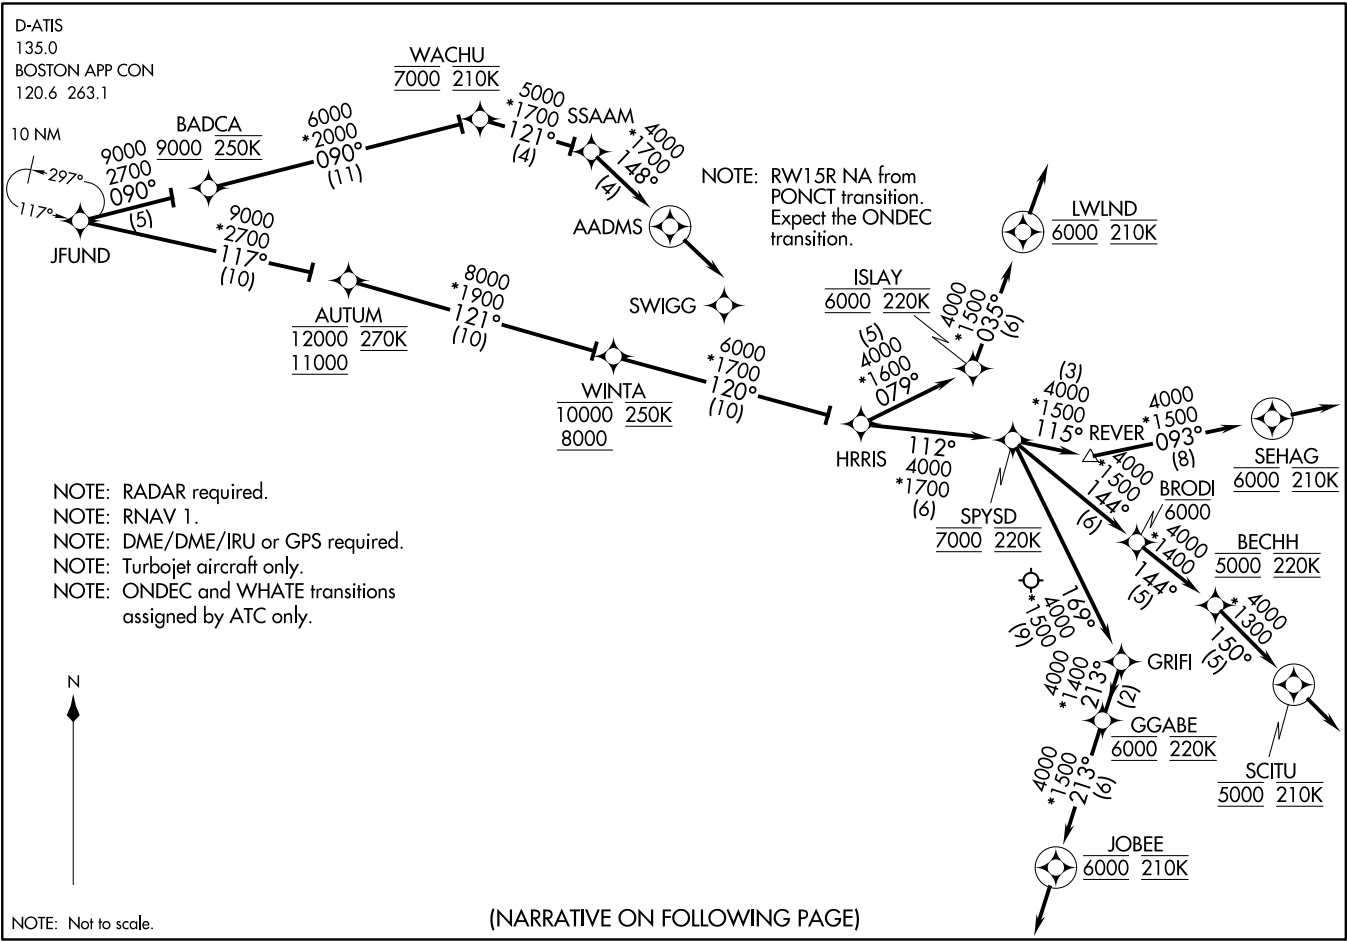 D-ATIS
135.0
BOSTON APP CON
120.6 263.1
10 NM
297°
117°
JFUND
9000
2700
090°
(5)
BADCA
9000 250K
6000
*2000
090°
(11)
WACHU
7000 210K
5000
*1700
121°
(4)
SSAAM
4000
*1700
148°
(4)
AADMS
SWIGG
NOTE: RW15R NA from
PONCT transition.
Expect the ONDEC
transition.
9000
*2700
117°
(10)
AUTUM
12000 270K
11000
8000
*1900
121°
(10)
WINTA
10000 250K
8000
6000
*1700
120°
(10)
HRRIS
(5)
4000
*1600
079°
ISLAY
6000 220K
4000
*1500
035°
(6)
LWLND
6000 210K
112°
4000
*1700
(6)
SPYSD
7000 220K
(3)
4000
*1500
115°
REVER
4000
*1500
093°
(8)
SEHAG
6000 210K
4000
*1500
144°
(6)
BRODI
6000
4000
*1400
144°
(5)
BECHH
5000 220K
4000
*1300
150°
(5)
SCITU
5000 210K
169°
4000
*1500
(9)
GRIFI
4000
*1400
213°
(2)
GGABE
6000 220K
4000
*1500
213°
(6)
JOBEE
6000 210K
NOTE: RADAR required.
NOTE: RNAV 1.
NOTE: DME/DME/IRU or GPS required.
NOTE: Turbojet aircraft only.
NOTE: ONDEC and WHATE transitions
assigned by ATC only.
N
NOTE: Not to scale.
(NARRATIVE ON FOLLOWING PAGE)